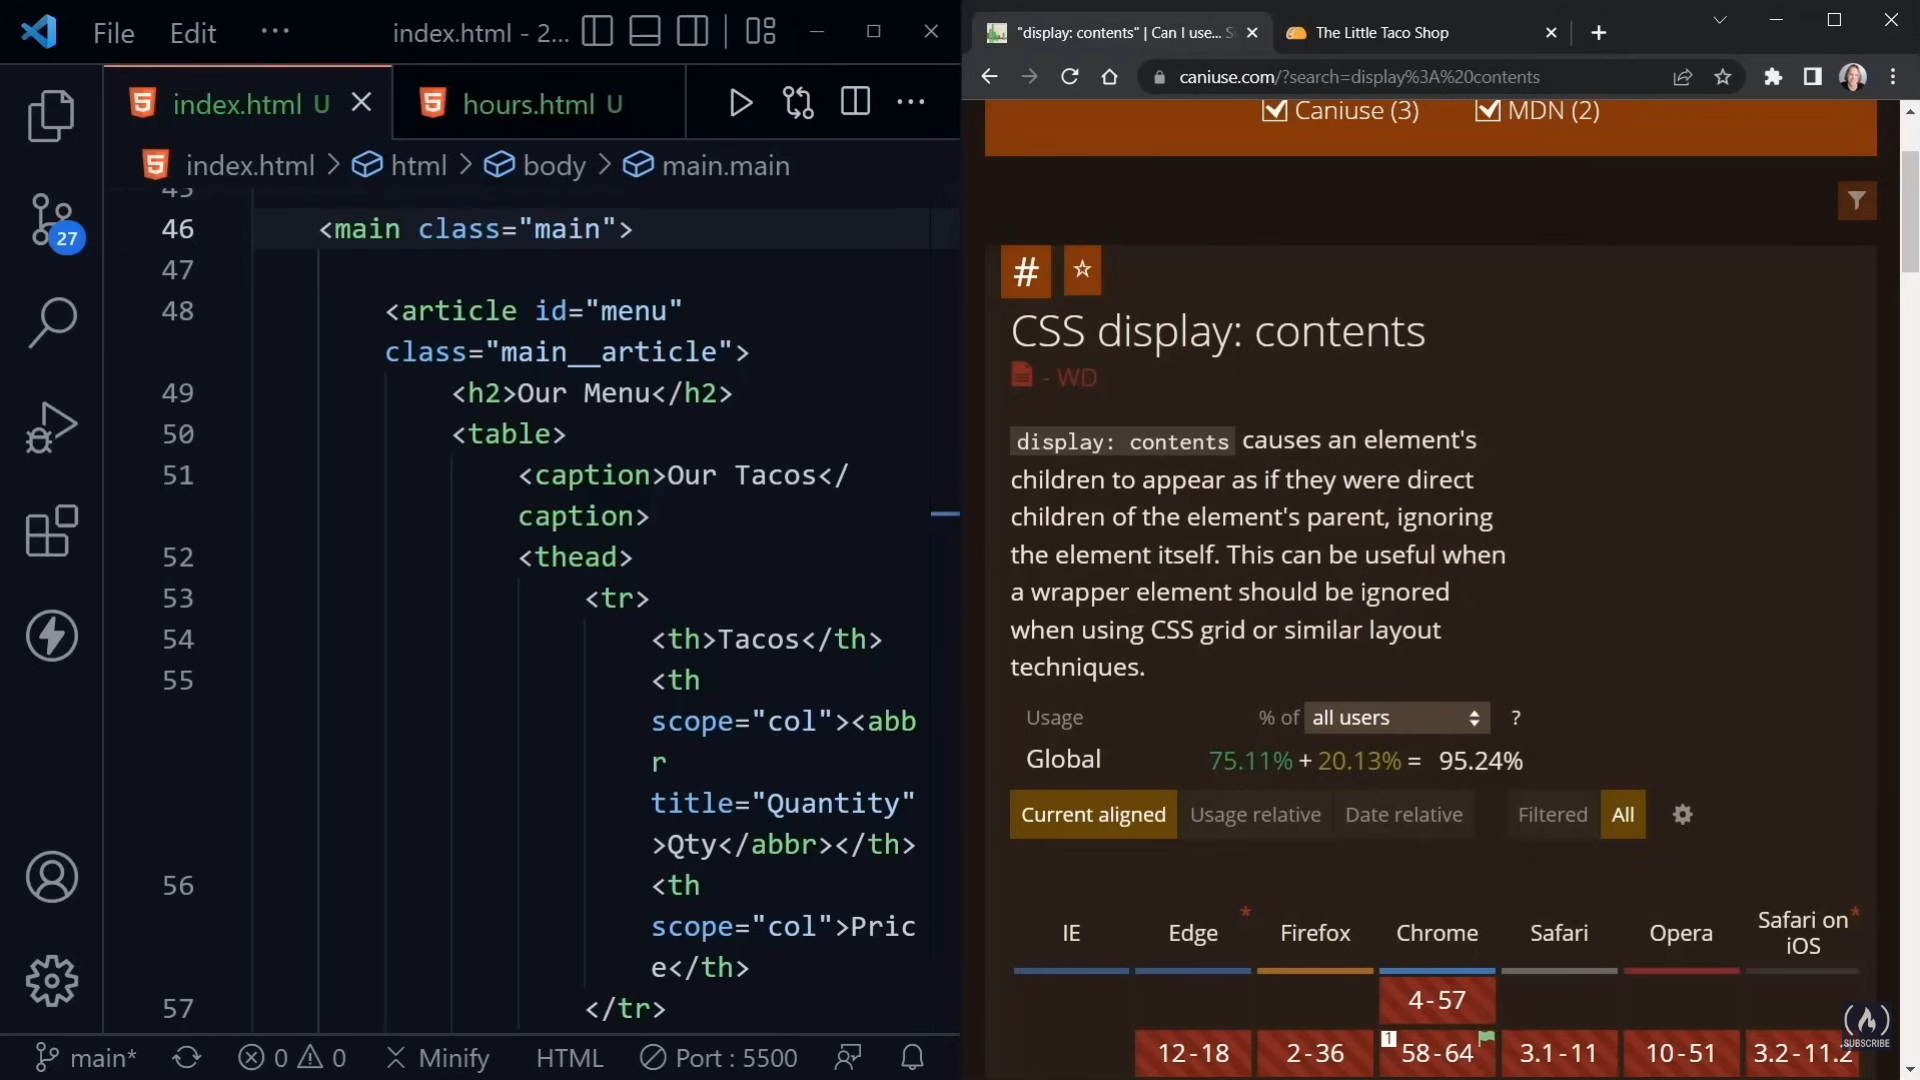 File Edit ... index.html - 2...
index.html U hours.html U
index.html > html > body > main.main
45
46 <main class="main">
47
48 <article id="menu"
class="main__article">
49 <h2>Our Menu</h2>
50 <table>
51 <caption>Our Tacos</
caption>
52 <thead>
53 <tr>
54 <th>Tacos</th>
55 <th
scope="col"><abb
r
title="Quantity"
>Qty</abbr></th>
56 <th
scope="col">Pric
e</th>
57 </tr>
27
main* 0 0 Minify HTML Port : 5500
"display: contents" | Can I use... The Little Taco Shop
caniuse.com/?search=display%3A%20contents
Caniuse (3) MDN (2)
#
CSS display: contents
- WD
display: contents causes an element's
children to appear as if they were direct
children of the element's parent, ignoring
the element itself. This can be useful when
a wrapper element should be ignored
when using CSS grid or similar layout
techniques.
Usage % of all users ?
Global 75.11% + 20.13% = 95.24%
Current aligned Usage relative Date relative Filtered All
IE Edge * Firefox Chrome Safari Opera Safari on * iOS
4-57
12-18 2-36 1 58-64 3.1-11 10-51 3.2-11.2
SUBSCRIBE